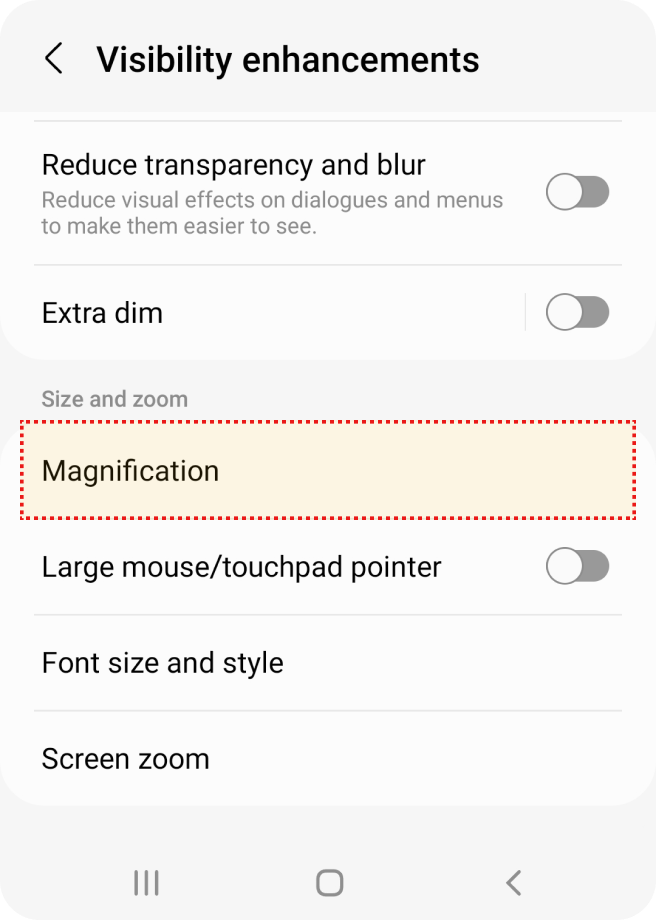 Visibility enhancements
Reduce transparency and blur
Reduce visual effects on dialogues and menus
to make them easier to see.
Extra dim
Size and zoom
Magnification
Large mouse/touchpad pointer
Font size and style
Screen zoom